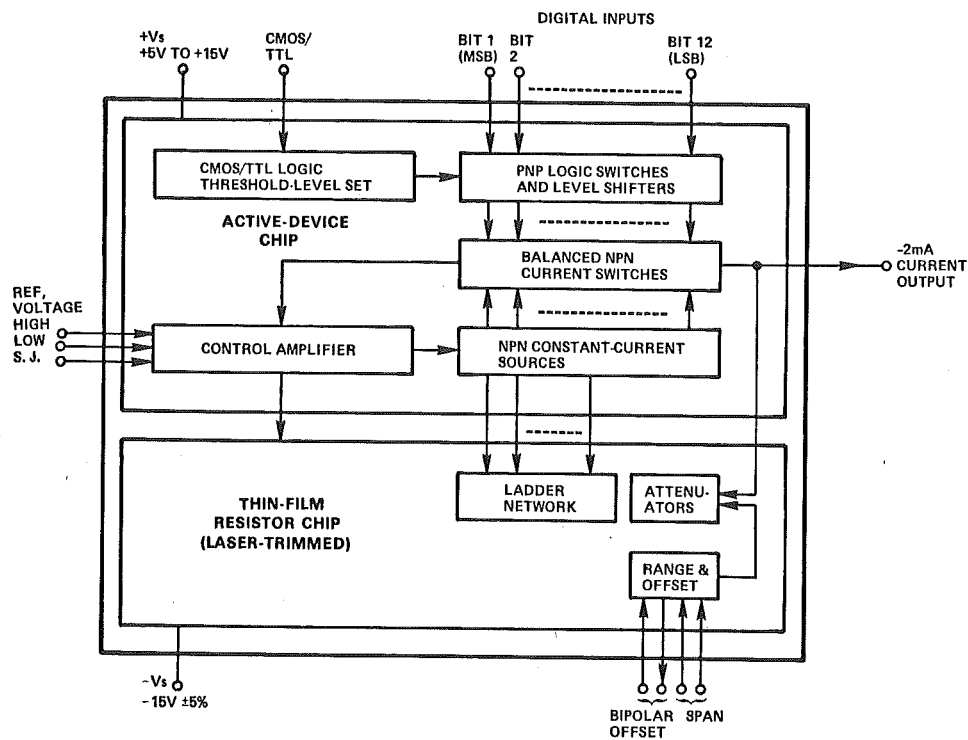 DIGITAL INPUTS
+Vs
+5V TO +15V
CMOS/
TTL
BIT 1
(MSB)
BIT
2
BIT 12
(LSB)
CMOS/TTL LOGIC
THRESHOLD-LEVEL SET
PNP LOGIC SWITCHES
AND LEVEL SHIFTERS
ACTIVE-DEVICE
CHIP
BALANCED NPN
CURRENT SWITCHES
-2mA
CURRENT
OUTPUT
REF,
VOLTAGE
HIGH
LOW
S. J.
CONTROL AMPLIFIER
NPN CONSTANT-CURRENT
SOURCES
THIN-FILM
RESISTOR CHIP
(LASER-TRIMMED)
LADDER
NETWORK
ATTENU-
ATORS
RANGE &
OFFSET
-Vs
-15V ±5%
BIPOLAR
OFFSET
SPAN